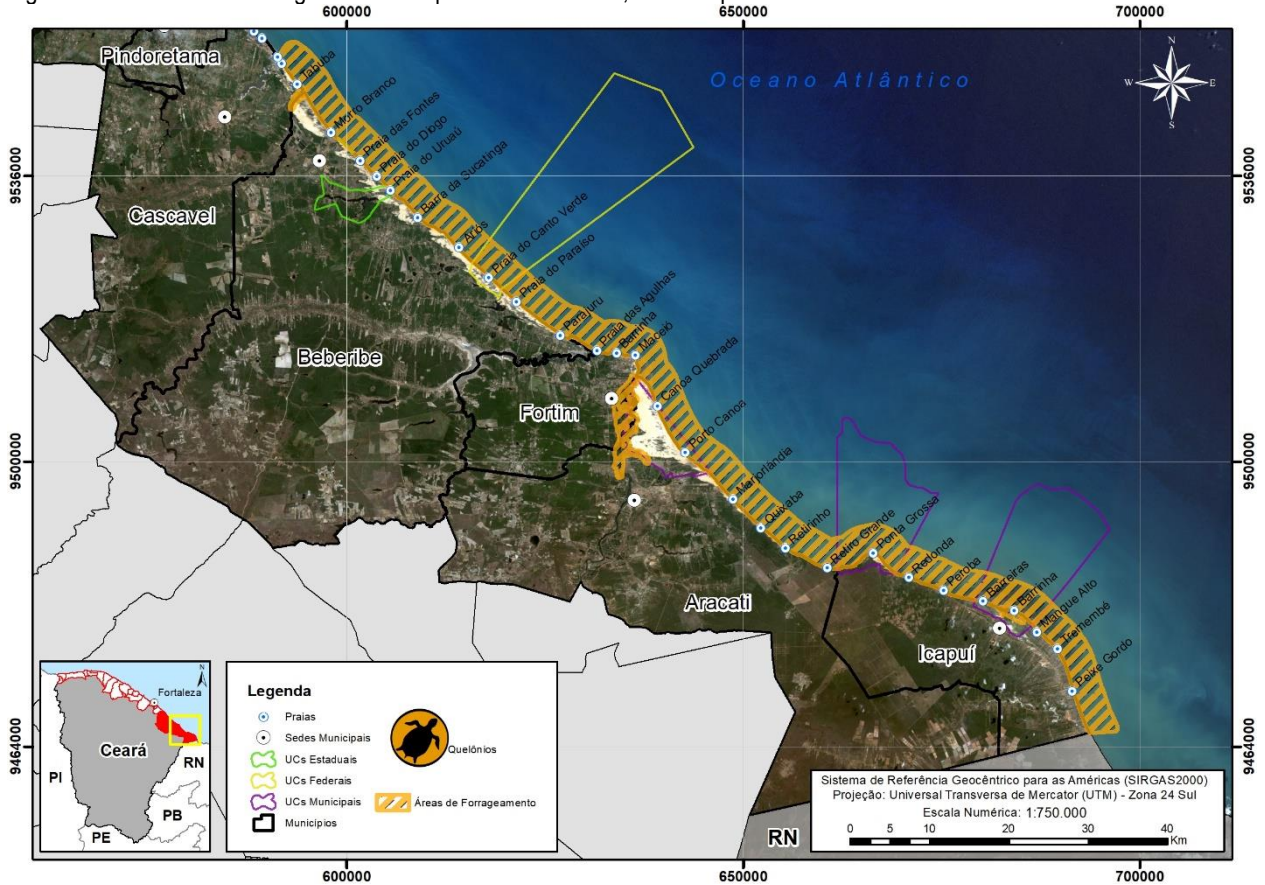 600000
650000
700000
Pindoretama
Oceano Atlântico
N
W
E
S
Tabuba
Morro Branco
Praia das Fontes
Praia do Diogo
Praia do Uruaú
Barra da Sucatinga
9536000
9536000
Cascavel
Ariós
Praia do Canto Verde
Praia do Paraíso
Parajuru
Praia das Agulhas
Barrinha
Maceió
Beberibe
Canoa Quebrada
Fortim
Porto Canoa
9500000
9500000
Marjorlândia
Quixaba
Retirinho
Retiro Grande
Ponta Grossa
Redonda
Peroba
Barreiras
Barrinha
Mangue Alto
Tremembé
Peixe Gordo
Aracati
Icapuí
9464000
9464000
N
Fortaleza
Ceará
PI
RN
PB
PE
Legenda
Praias
Sedes Municipais
UCs Estaduais
UCs Federais
UCs Municipais
Municípios
Quelônios
Áreas de Forrageamento
RN
Sistema de Referência Geocêntrico para as Américas (SIRGAS2000)
Projeção: Universal Transversa de Mercator (UTM) - Zona 24 Sul
Escala Numérica: 1:750.000
0 5 10 20 30 40
Km
600000
650000
700000